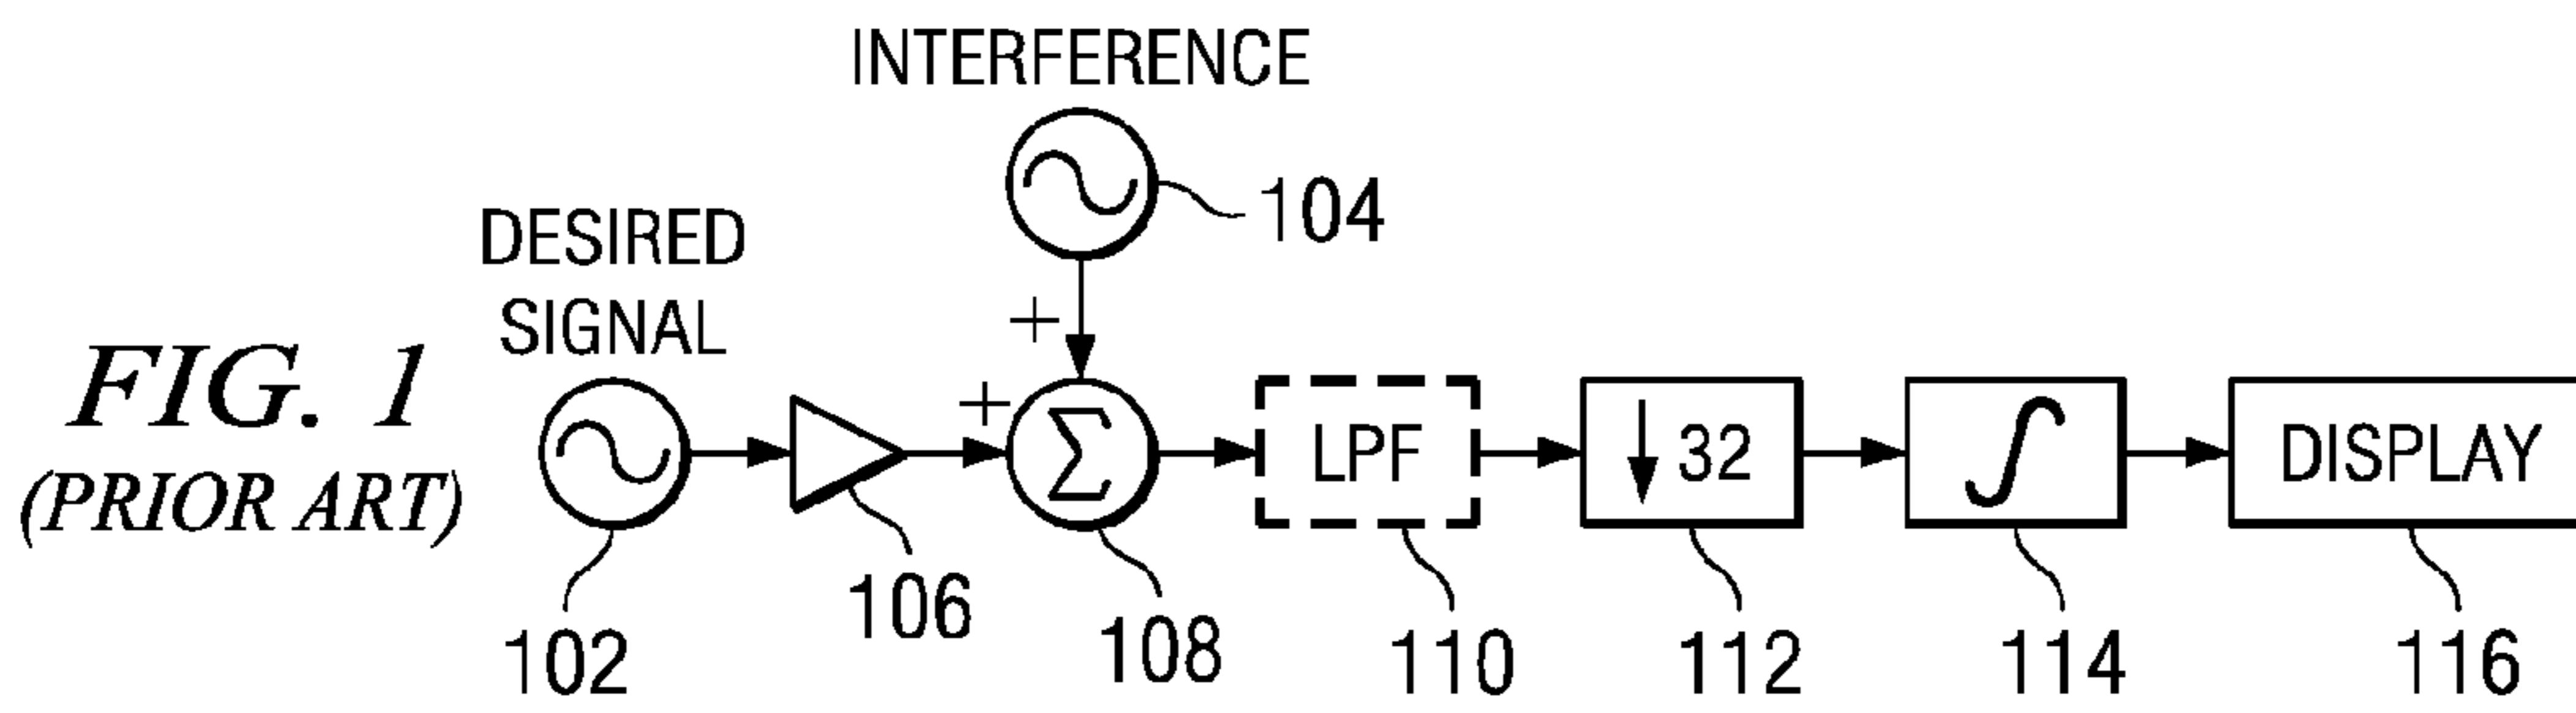 INTERFERENCE
104
DESIRED
SIGNAL
+
+
FIG. 1
(PRIOR ART)
Σ
LPF
↓ 32
∫
DISPLAY
102
106
108
110
112
114
116